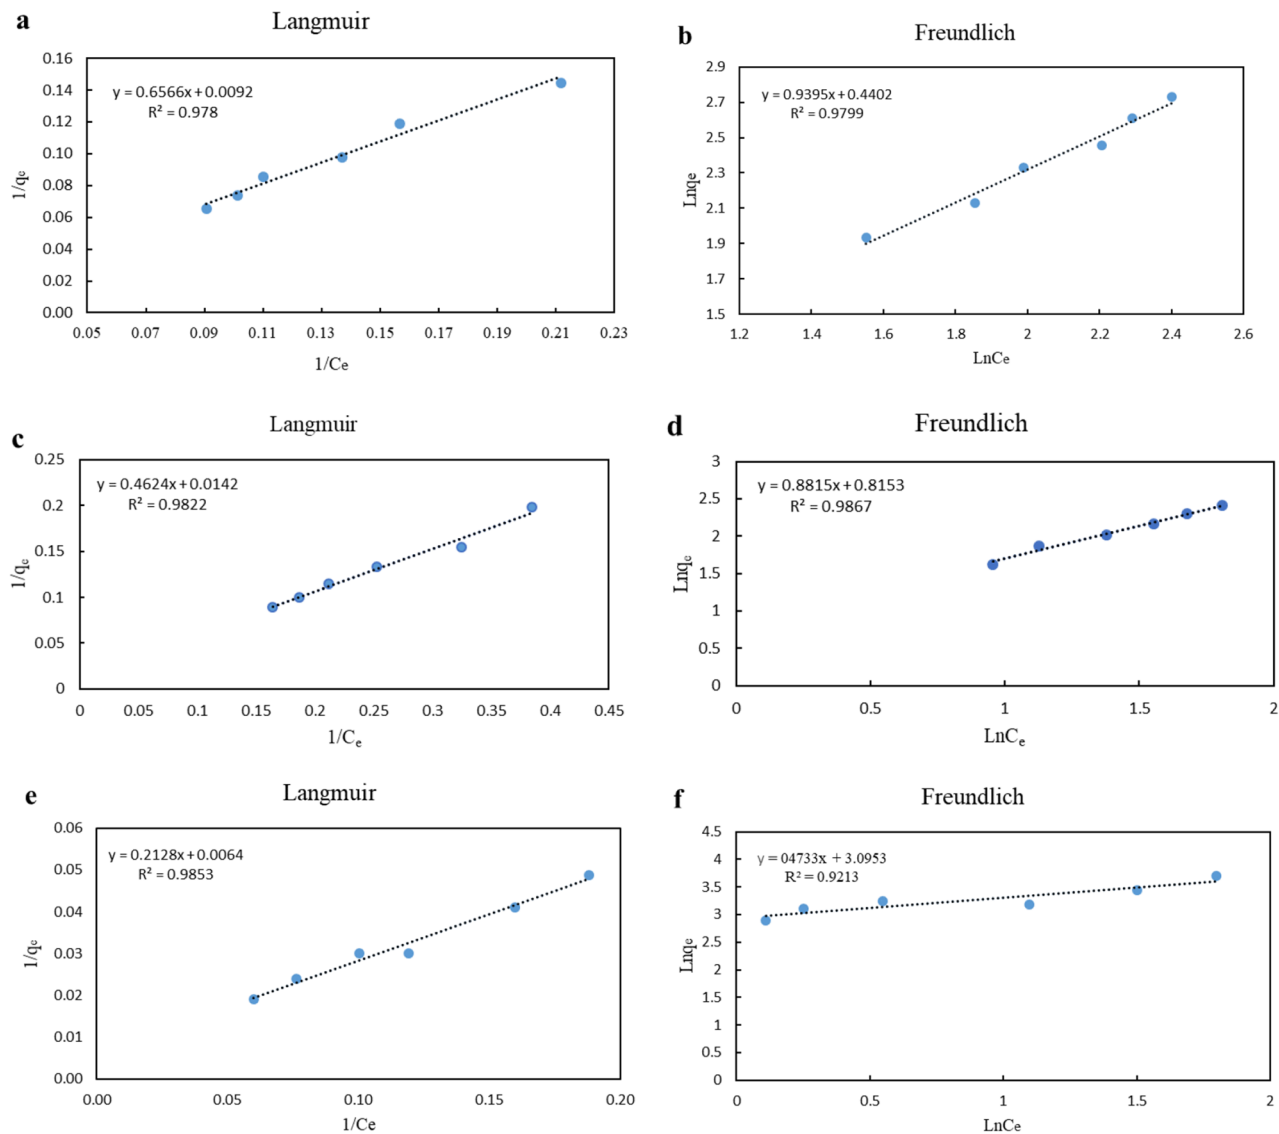 a
Langmuir
y = 0.6566x + 0.0092
R² = 0.978
0.16
0.14
0.12
0.10
0.08
0.06
0.04
0.02
0.00
1/qe
0.05 0.07 0.09 0.11 0.13 0.15 0.17 0.19 0.21 0.23
1/Ce
b
Freundlich
y = 0.9395x + 0.4402
R² = 0.9799
2.9
2.7
2.5
2.3
2.1
1.9
1.7
1.5
Lnqe
1.2 1.4 1.6 1.8 2 2.2 2.4 2.6
LnCe
c
Langmuir
y = 0.4624x + 0.0142
R² = 0.9822
0.25
0.2
0.15
0.1
0.05
0
1/qe
0 0.05 0.1 0.15 0.2 0.25 0.3 0.35 0.4 0.45
1/Ce
d
Freundlich
y = 0.8815x + 0.8153
R² = 0.9867
3
2.5
2
1.5
1
0.5
0
Lnqe
0 0.5 1 1.5 2
LnCe
e
Langmuir
y = 0.2128x + 0.0064
R² = 0.9853
0.06
0.05
0.04
0.03
0.02
0.01
0.00
1/qe
0.00 0.05 0.10 0.15 0.20
1/Ce
f
Freundlich
y = 04733x + 3.0953
R² = 0.9213
4.5
4
3.5
3
2.5
2
1.5
1
0.5
0
Lnqe
0 0.5 1 1.5 2
LnCe